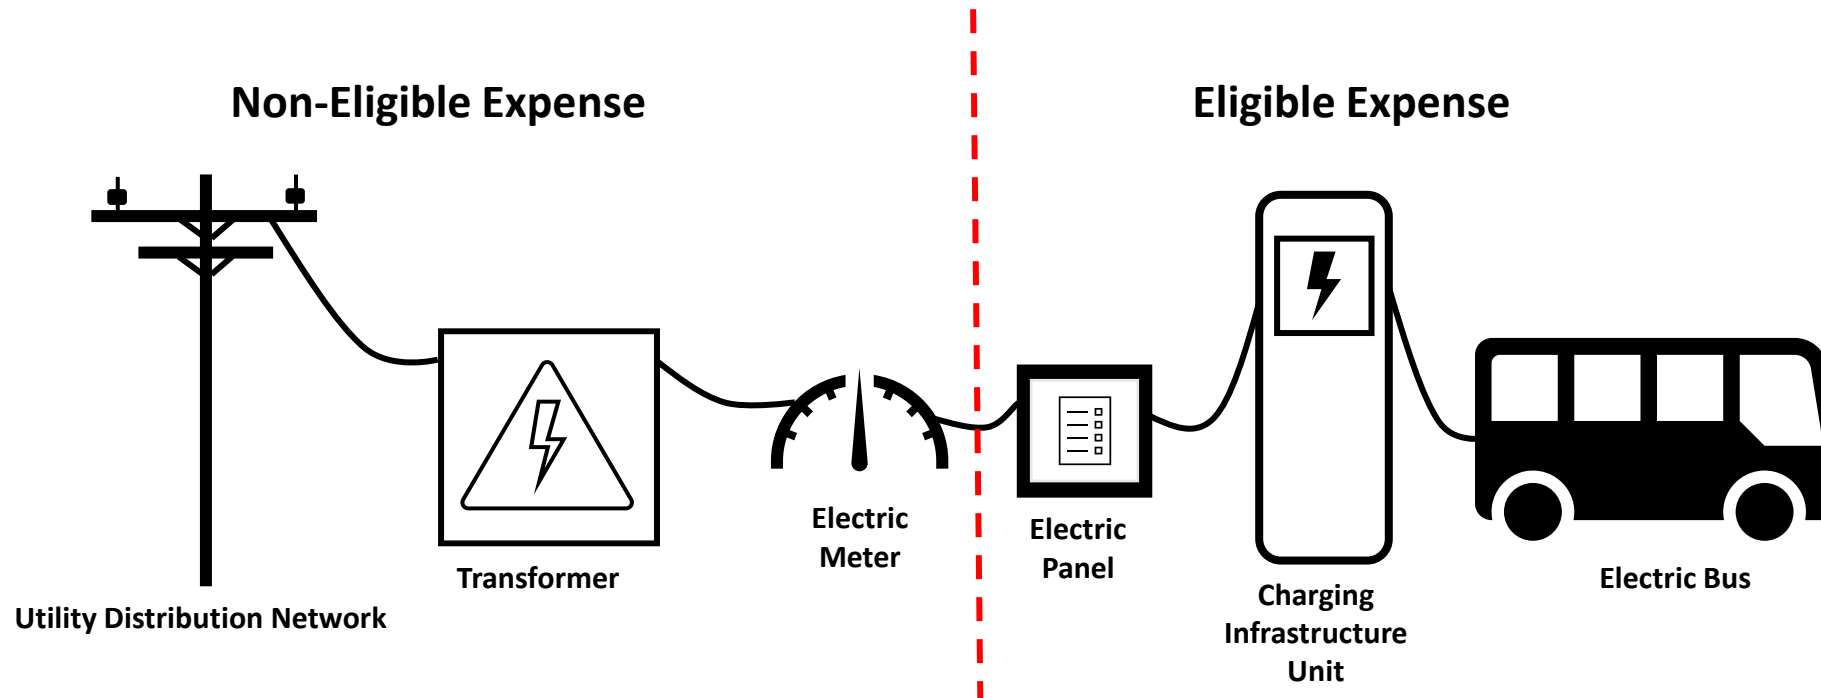 Non-Eligible Expense
Eligible Expense
Utility Distribution Network
Transformer
Electric
Meter
Electric
Panel
Charging
Infrastructure
Unit
Electric Bus